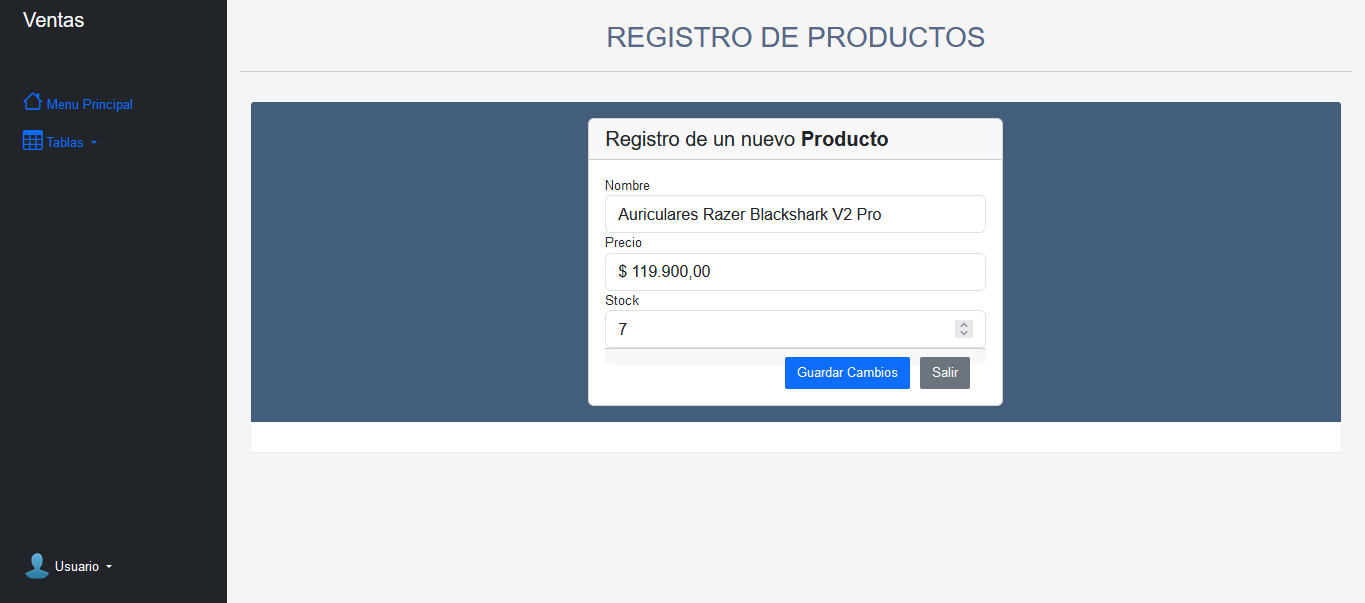 Ventas
Menu Principal
Tablas
Usuario
REGISTRO DE PRODUCTOS
Registro de un nuevo Producto
Nombre
Auriculares Razer Blackshark V2 Pro
Precio
$ 119.900,00
Stock
7
Guardar Cambios
Salir